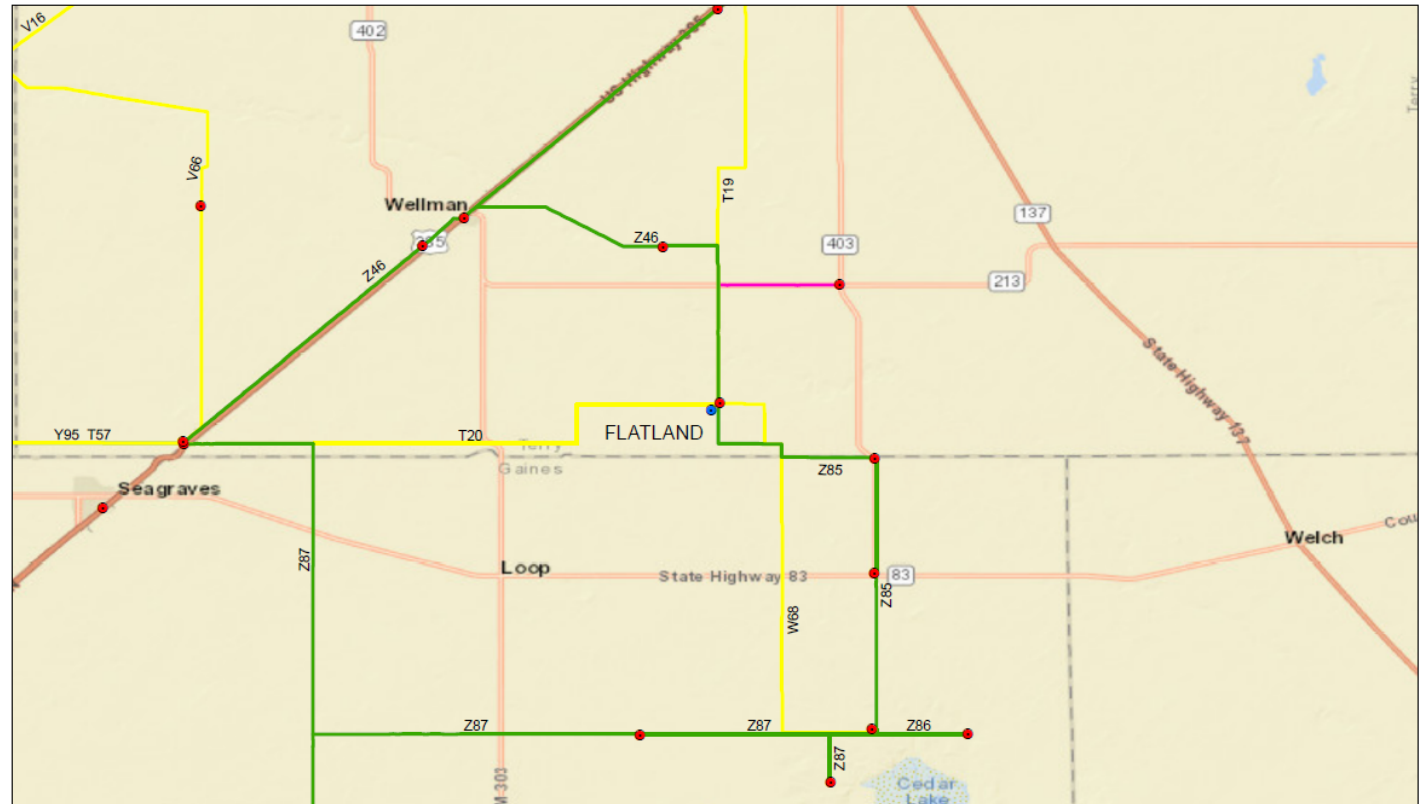 V16
402
US Highway 385
Terry
V66
T19
Wellman
137
403
385
Z46
Z46
213
State Highway 137
Y95 T57
T20
FLATLAND
Terry
Gaines
Z85
Seagraves
Cou
Welch
Z87
Loop
State Highway 83
83
Z85
W68
Z87
Z87
Z86
Z87
M 303
Cedar
Lake